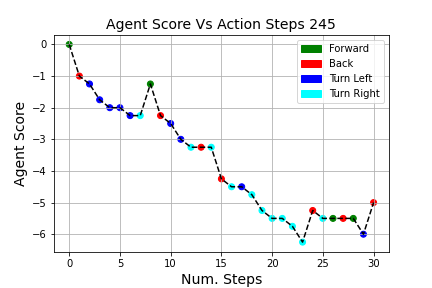 Agent Score Vs Action Steps 245
Agent Score
0
−1
−2
−3
−4
−5
−6
Forward
Back
Turn Left
Turn Right
0 5 10 15 20 25 30
Num. Steps